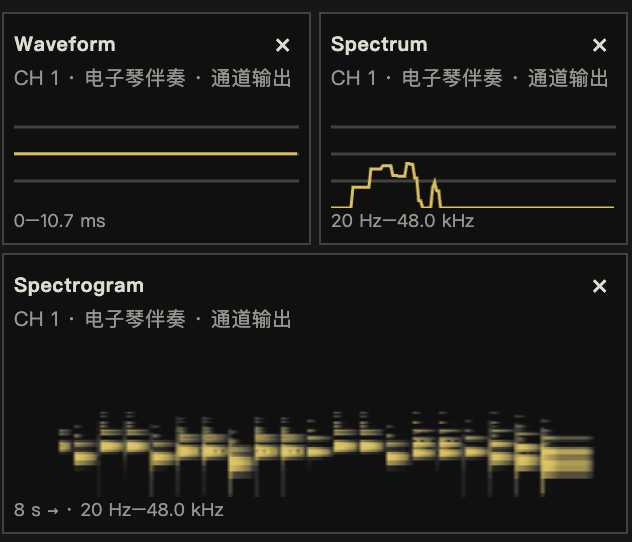 Waveform ×
CH 1 · 电子琴伴奏 · 通道输出
0—10.7 ms
Spectrum ×
CH 1 · 电子琴伴奏 · 通道输出
20 Hz—48.0 kHz
Spectrogram ×
CH 1 · 电子琴伴奏 · 通道输出
8 s → · 20 Hz—48.0 kHz